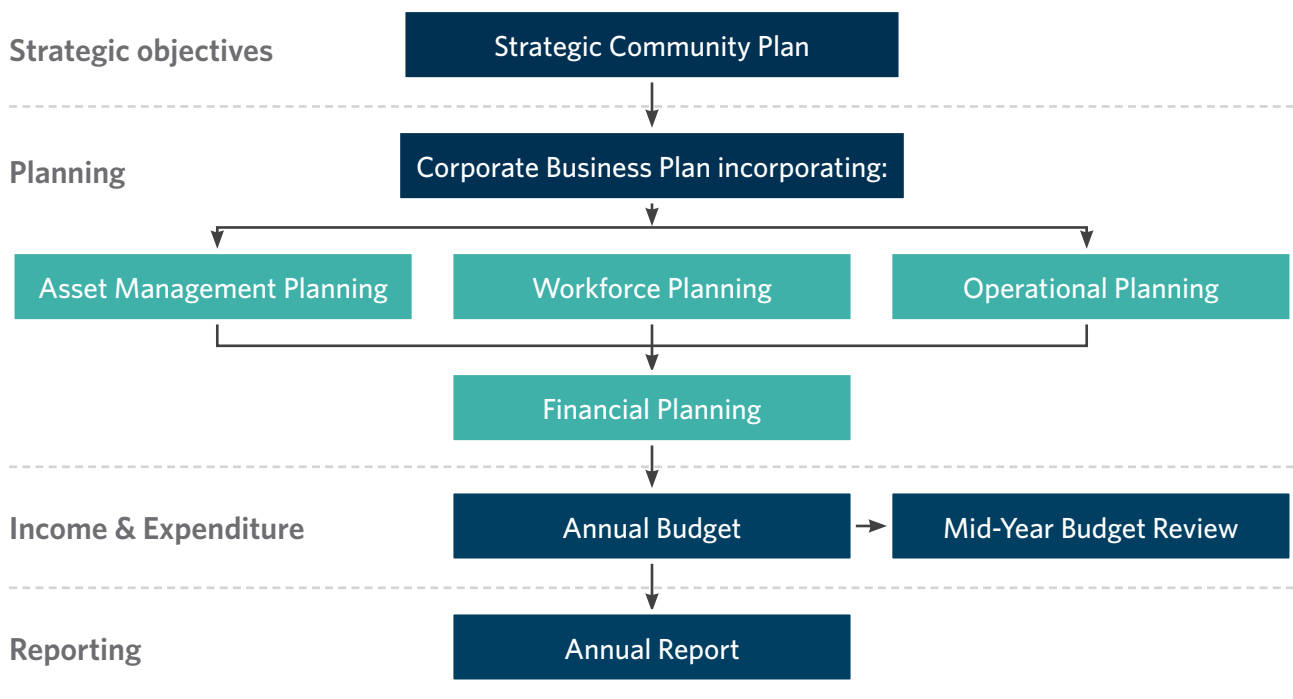 Strategic objectives
Strategic Community Plan
Planning
Corporate Business Plan incorporating:
Asset Management Planning
Workforce Planning
Operational Planning
Financial Planning
Income & Expenditure
Annual Budget
Mid-Year Budget Review
Reporting
Annual Report